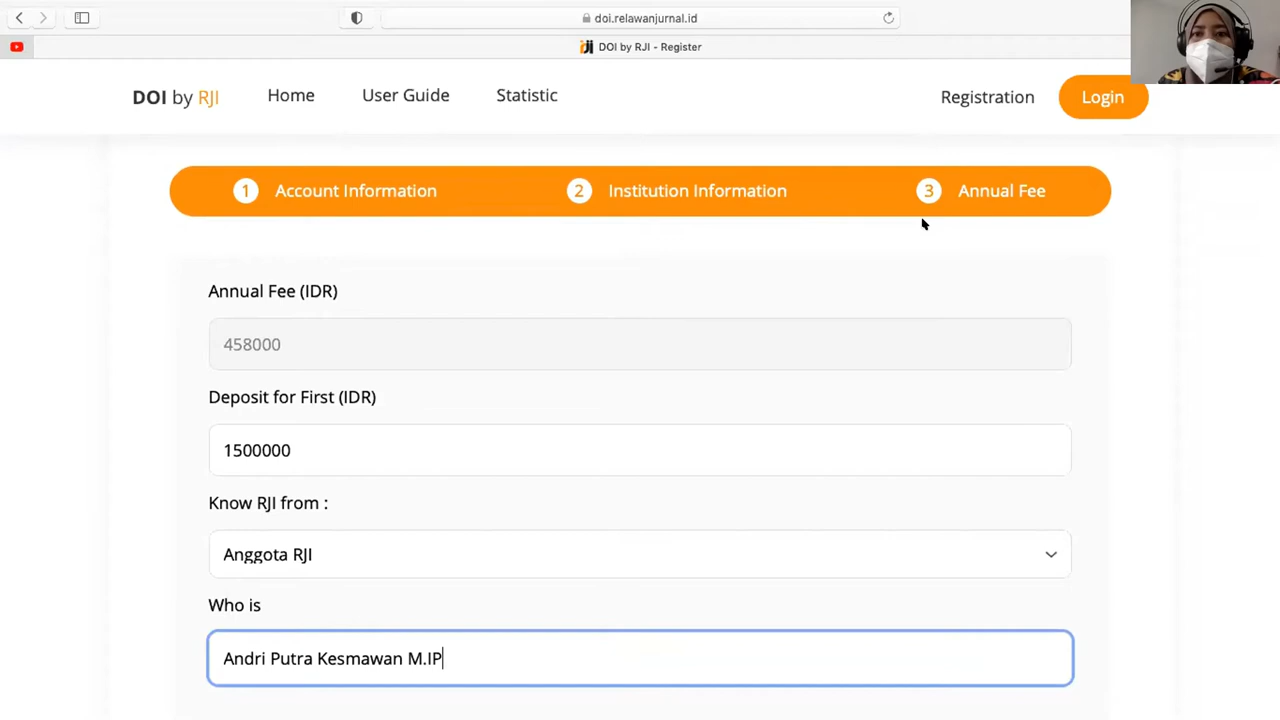 doi.relawanjurnal.id
DOI by RJI - Register
DOI by RJI
Home
User Guide
Statistic
Registration
Login
1 Account Information
2 Institution Information
3 Annual Fee
Annual Fee (IDR)
458000
Deposit for First (IDR)
1500000
Know RJI from :
Anggota RJI
Who is
Andri Putra Kesmawan M.IP